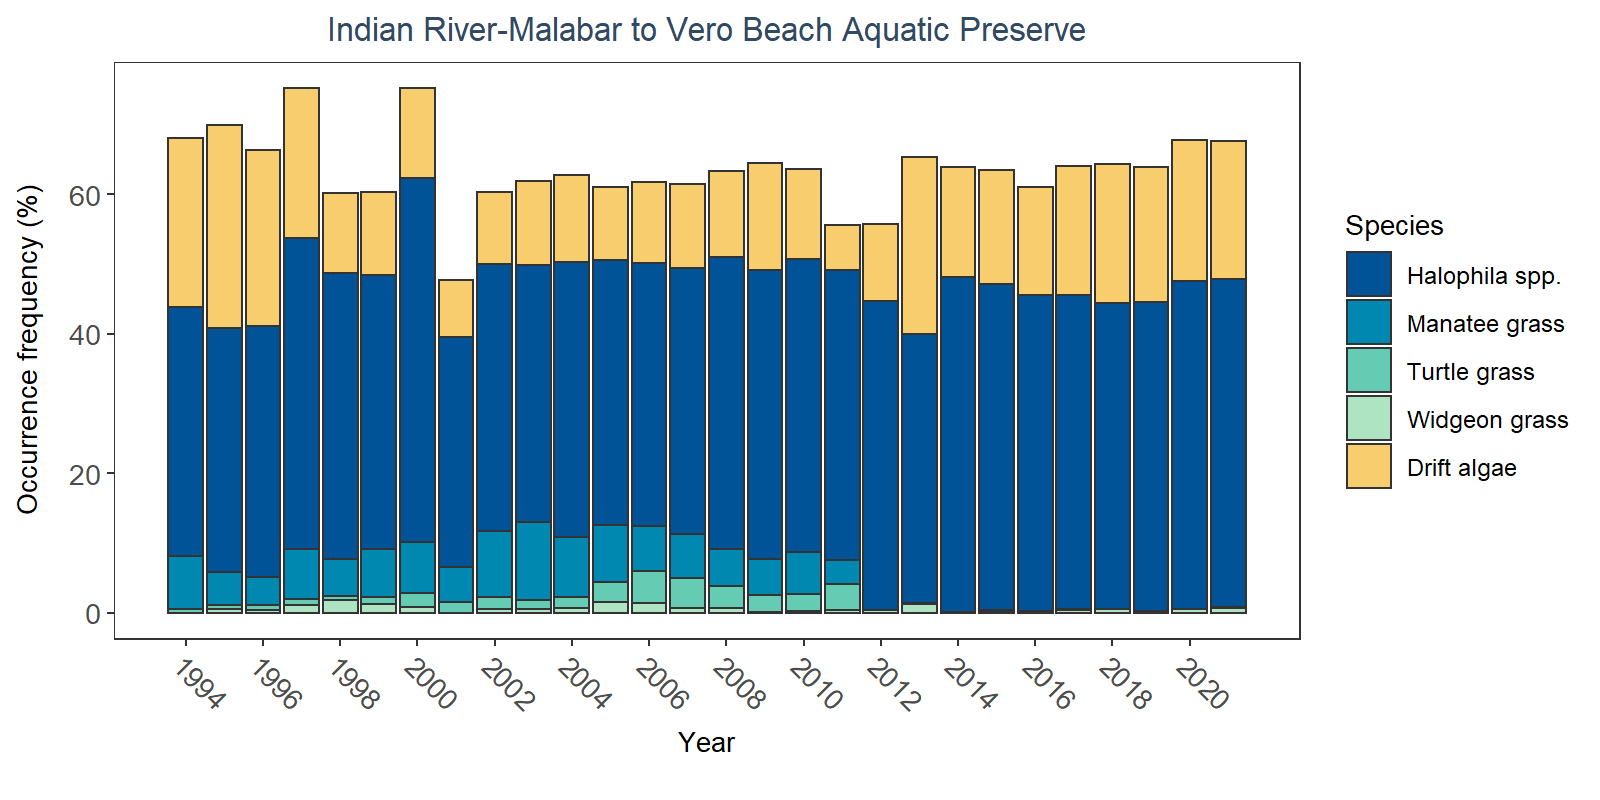 Indian River-Malabar to Vero Beach Aquatic Preserve
Occurrence frequency (%)
60
40
20
0
1994
1996
1998
2000
2002
2004
2006
2008
2010
2012
2014
2016
2018
2020
Year
Species
Halophila spp.
Manatee grass
Turtle grass
Widgeon grass
Drift algae